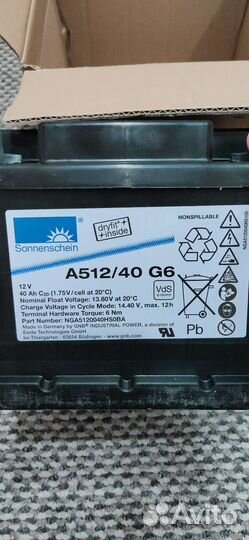 dryfit
inside
Sonnenschein
A512/40 G6
12 V
40 Ah C₂₀ (1.75V/cell at 20°C)
Nominal Float Voltage: 13.80V at 20°C
Charge Voltage in Cycle Mode: 14.40 V, max. 12h
Terminal Hardware Torque: 6 Nm
Part Number: NGA5120040HS0BA
Made in Germany by GNB® INDUSTRIAL POWER, a division of
Exide Technologies GmbH
Im Thiergarten · 63654 Büdingen · www.gnb.com
VdS
Pb
Avito